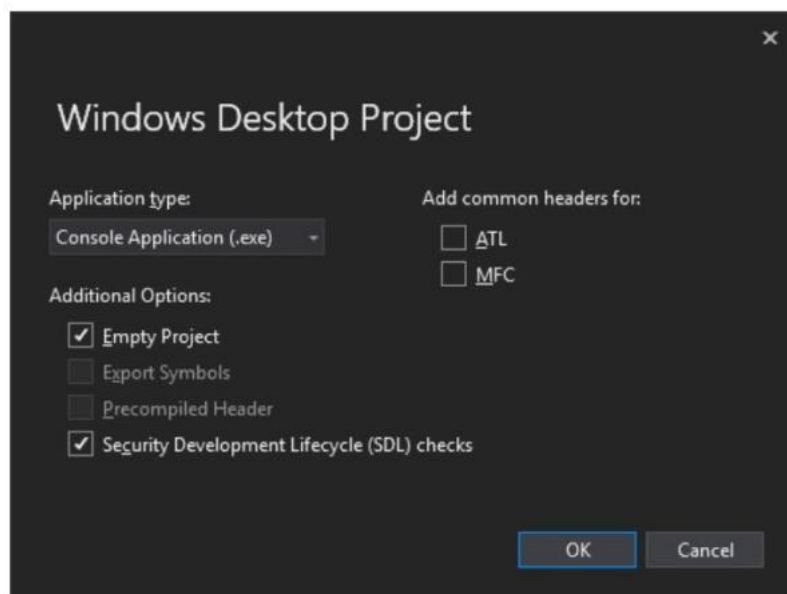 Windows Desktop Project
Application type:
Console Application (.exe)
Additional Options:
Empty Project
Export Symbols
Precompiled Header
Security Development Lifecycle (SDL) checks
Add common headers for:
ATL
MFC
OK
Cancel